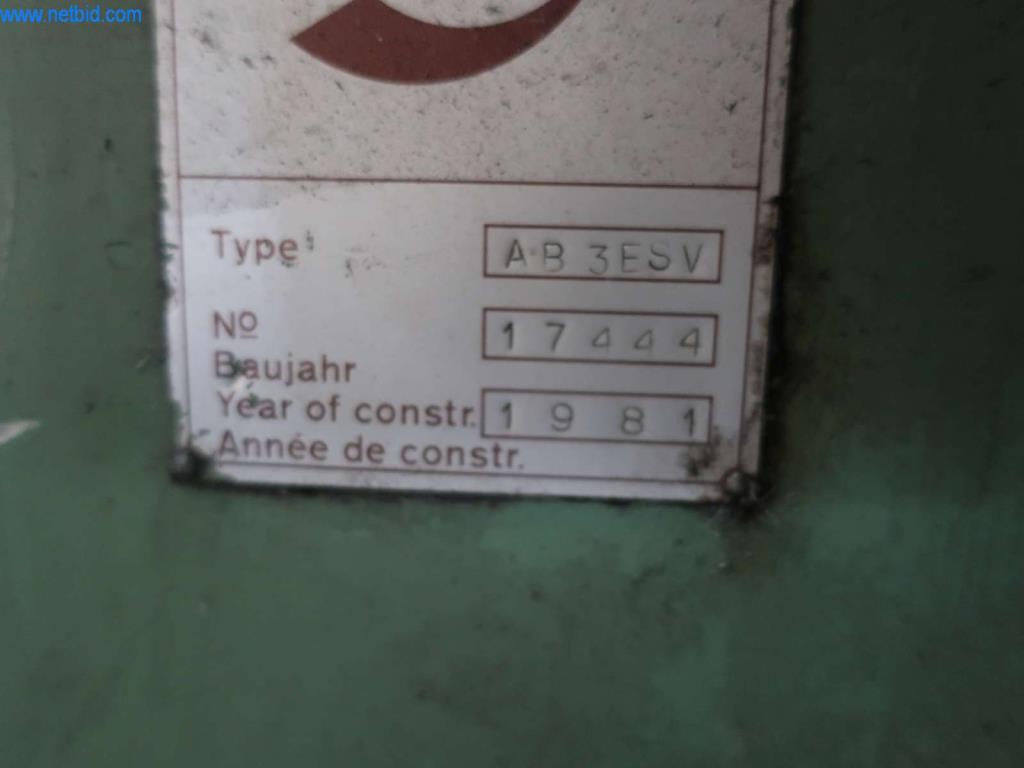 www.netbid.com
Type A·B 3ESV
Nº 17444
Baujahr
Year of constr. 1981
Année de constr.